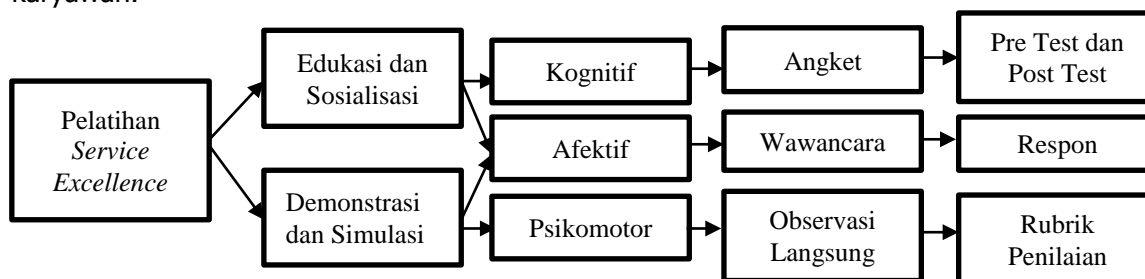 karyawan.
Pelatihan
Service
Excellence
Edukasi dan
Sosialisasi
Demonstrasi
dan Simulasi
Kognitif
Afektif
Psikomotor
Angket
Wawancara
Observasi
Langsung
Pre Test dan
Post Test
Respon
Rubrik
Penilaian